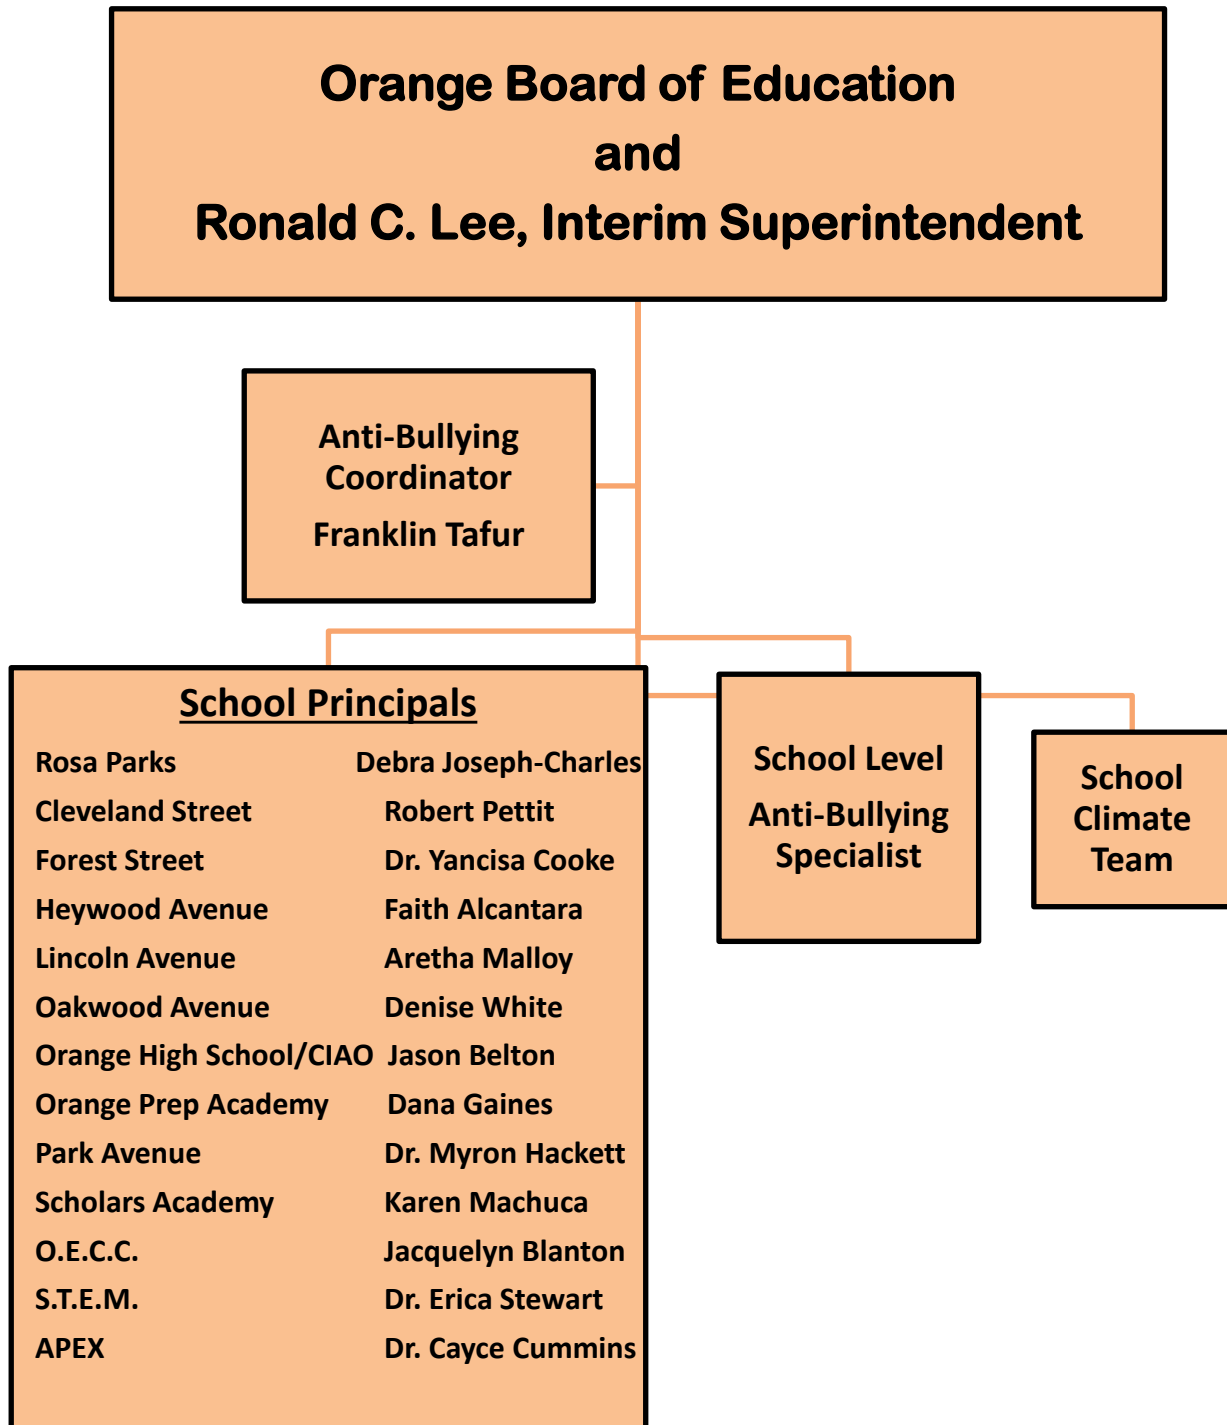 Orange Board of Education
and
Ronald C. Lee, Interim Superintendent
Anti-Bullying
Coordinator
Franklin Tafur
School Principals
Rosa Parks Debra Joseph-Charles
Cleveland Street Robert Pettit
Forest Street Dr. Yancisa Cooke
Heywood Avenue Faith Alcantara
Lincoln Avenue Aretha Malloy
Oakwood Avenue Denise White
Orange High School/CIAO Jason Belton
Orange Prep Academy Dana Gaines
Park Avenue Dr. Myron Hackett
Scholars Academy Karen Machuca
O.E.C.C. Jacquelyn Blanton
S.T.E.M. Dr. Erica Stewart
APEX Dr. Cayce Cummins
School Level
Anti-Bullying
Specialist
School
Climate
Team